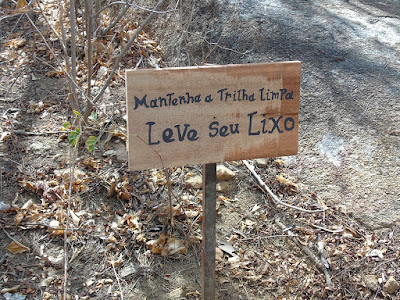 Mantenha a Trilha Limpa
Leve seu Lixo